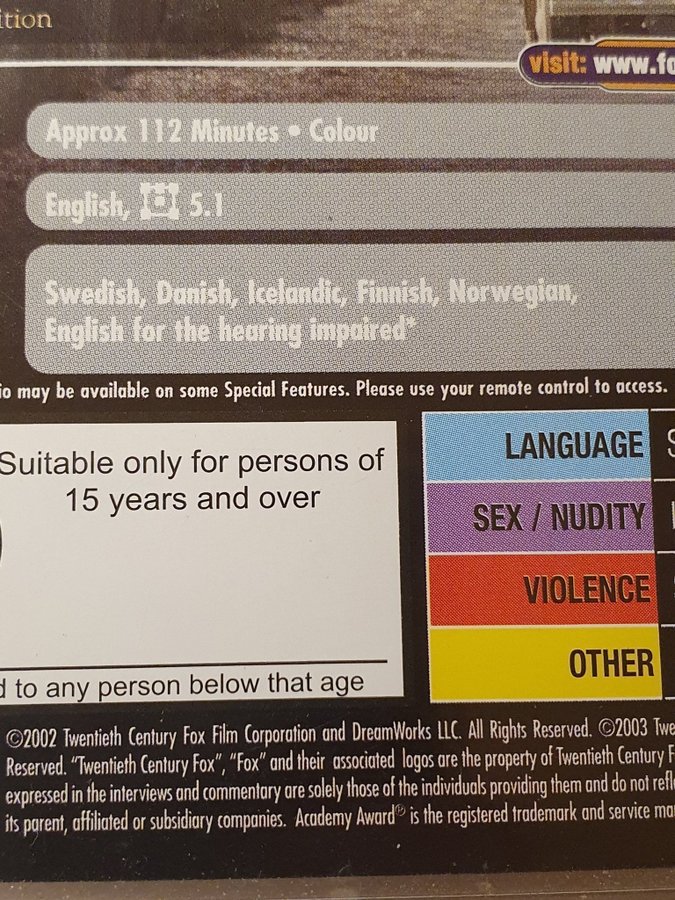 ition
visit: www.fo
Approx 112 Minutes • Colour
English, 5.1
Swedish, Danish, Icelandic, Finnish, Norwegian,
English for the hearing impaired*
io may be available on some Special Features. Please use your remote control to access.
Suitable only for persons of
15 years and over
d to any person below that age
LANGUAGE S
SEX / NUDITY
VIOLENCE S
OTHER
©2002 Twentieth Century Fox Film Corporation and DreamWorks LLC. All Rights Reserved. ©2003 Twe
Reserved. "Twentieth Century Fox", "Fox" and their associated logos are the property of Twentieth Century F
expressed in the interviews and commentary are solely those of the individuals providing them and do not refle
its parent, affiliated or subsidiary companies. Academy Award® is the registered trademark and service mar